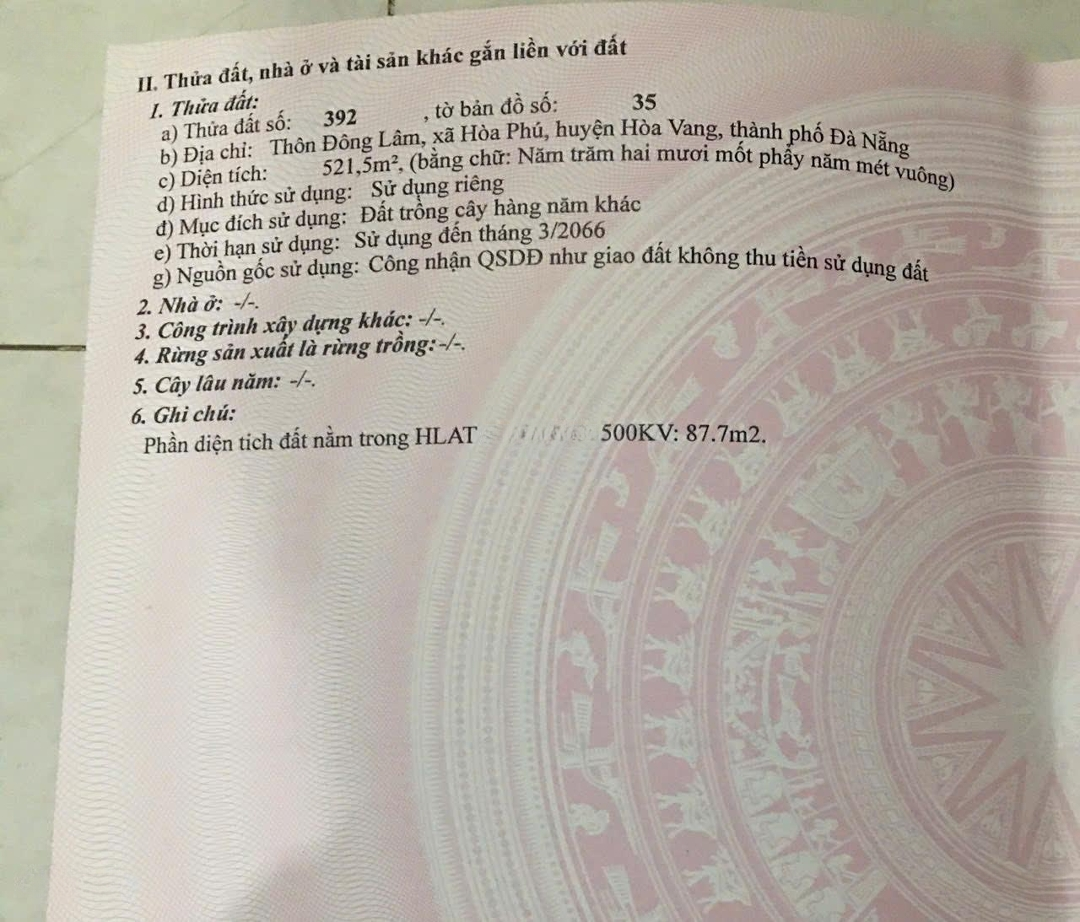 II. Thửa đất, nhà ở và tài sản khác gắn liền với đất
1. Thửa đất:
a) Thửa đất số: 392 , tờ bản đồ số: 35
b) Địa chỉ: Thôn Đông Lâm, xã Hòa Phú, huyện Hòa Vang, thành phố Đà Nẵng
c) Diện tích: 521,5m², (bằng chữ: Năm trăm hai mươi mốt phẩy năm mét vuông)
d) Hình thức sử dụng: Sử dụng riêng
đ) Mục đích sử dụng: Đất trồng cây hàng năm khác
e) Thời hạn sử dụng: Sử dụng đến tháng 3/2066
g) Nguồn gốc sử dụng: Công nhận QSDĐ như giao đất không thu tiền sử dụng đất
2. Nhà ở: -/-.
3. Công trình xây dựng khác: -/-.
4. Rừng sản xuất là rừng trồng: -/-.
5. Cây lâu năm: -/-.
6. Ghi chú:
Phần diện tích đất nằm trong HLAT 500KV: 87.7m2.